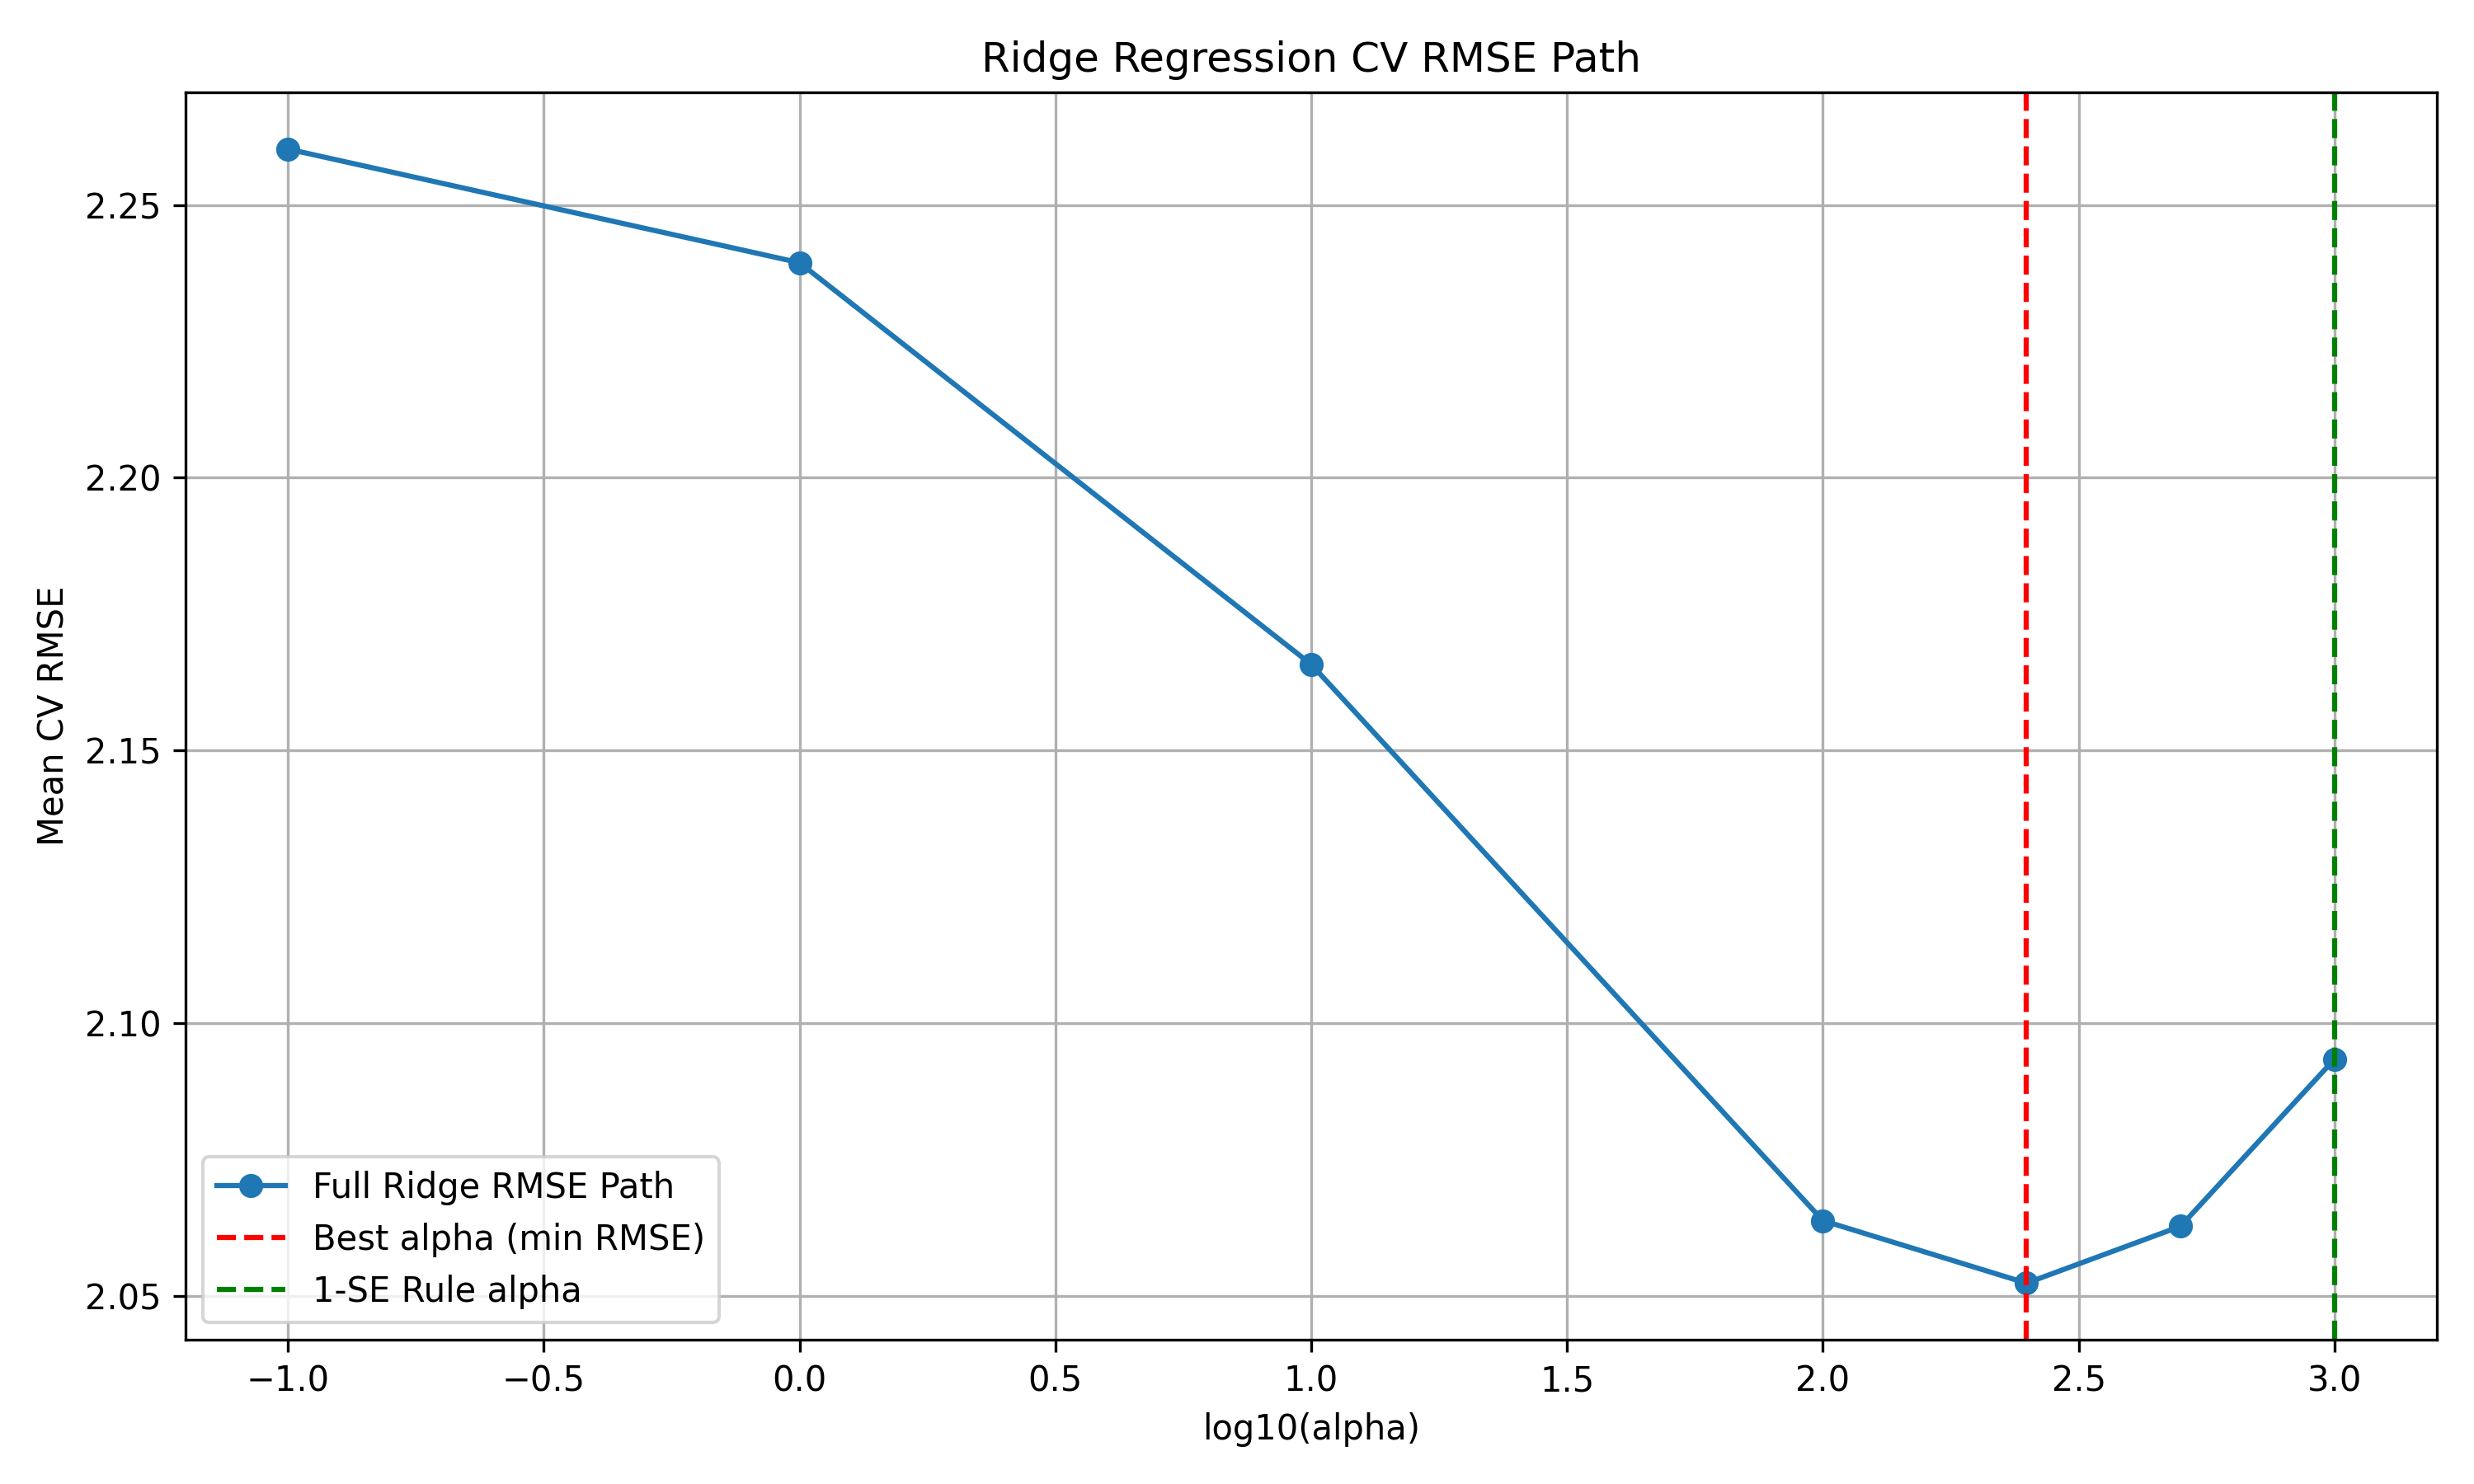 Ridge Regression CV RMSE Path
Mean CV RMSE
2.25
2.20
2.15
2.10
2.05
Full Ridge RMSE Path
Best alpha (min RMSE)
1-SE Rule alpha
−1.0 −0.5 0.0 0.5 1.0 1.5 2.0 2.5 3.0
log10(alpha)